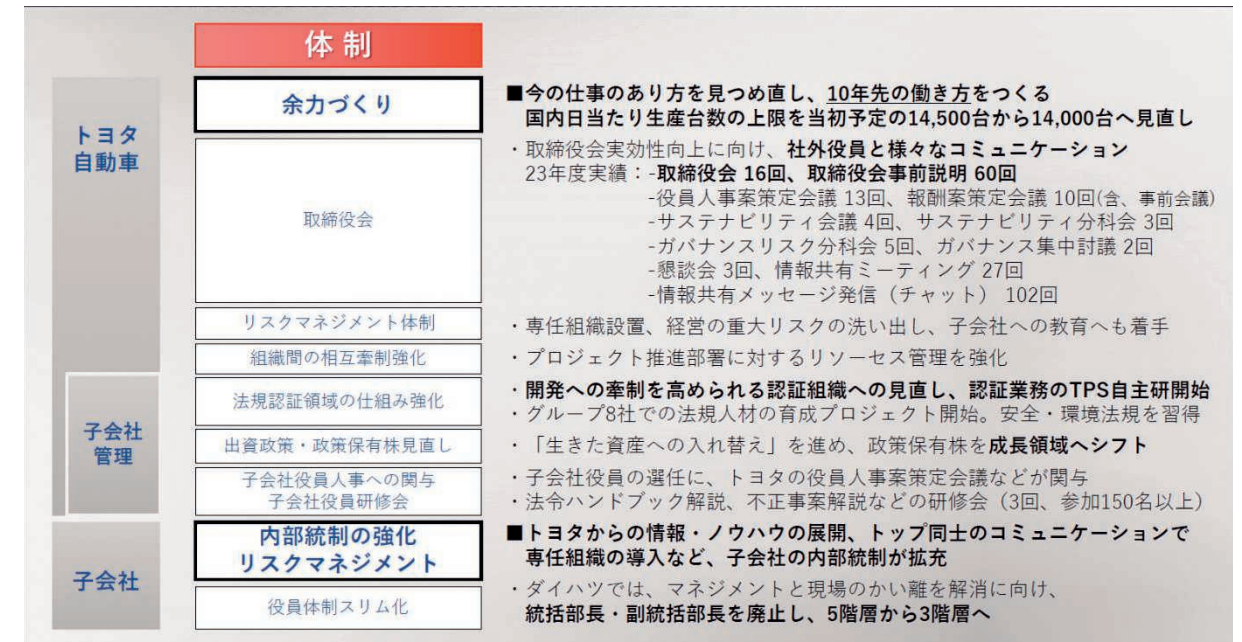 体制
トヨタ
自動車
余力づくり
■今の仕事のあり方を見つめ直し、10年先の働き方をつくる
国内日当たり生産台数の上限を当初予定の14,500台から14,000台へ見直し
取締役会
・取締役会実効性向上に向け、社外役員と様々なコミュニケーション
23年度実績：-取締役会 16回、取締役会事前説明 60回
-役員人事案策定会議 13回、報酬案策定会議 10回(含、事前会議)
-サステナビリティ会議 4回、サステナビリティ分科会 3回
-ガバナンスリスク分科会 5回、ガバナンス集中討議 2回
-懇談会 3回、情報共有ミーティング 27回
-情報共有メッセージ発信（チャット） 102回
リスクマネジメント体制
・専任組織設置、経営の重大リスクの洗い出し、子会社への教育へも着手
組織間の相互牽制強化
・プロジェクト推進部署に対するリソーセス管理を強化
子会社
管理
法規認証領域の仕組み強化
・開発への牽制を高められる認証組織への見直し、認証業務のTPS自主研開始
・グループ8社での法規人材の育成プロジェクト開始。安全・環境法規を習得
出資政策・政策保有株見直し
・「生きた資産への入れ替え」を進め、政策保有株を成長領域へシフト
子会社役員人事への関与
子会社役員研修会
・子会社役員の選任に、トヨタの役員人事案策定会議などが関与
・法令ハンドブック解説、不正事案解説などの研修会（3回、参加150名以上）
子会社
内部統制の強化
リスクマネジメント
■トヨタからの情報・ノウハウの展開、トップ同士のコミュニケーションで
専任組織の導入など、子会社の内部統制が拡充
役員体制スリム化
・ダイハツでは、マネジメントと現場のかい離を解消に向け、
統括部長・副統括部長を廃止し、5階層から3階層へ